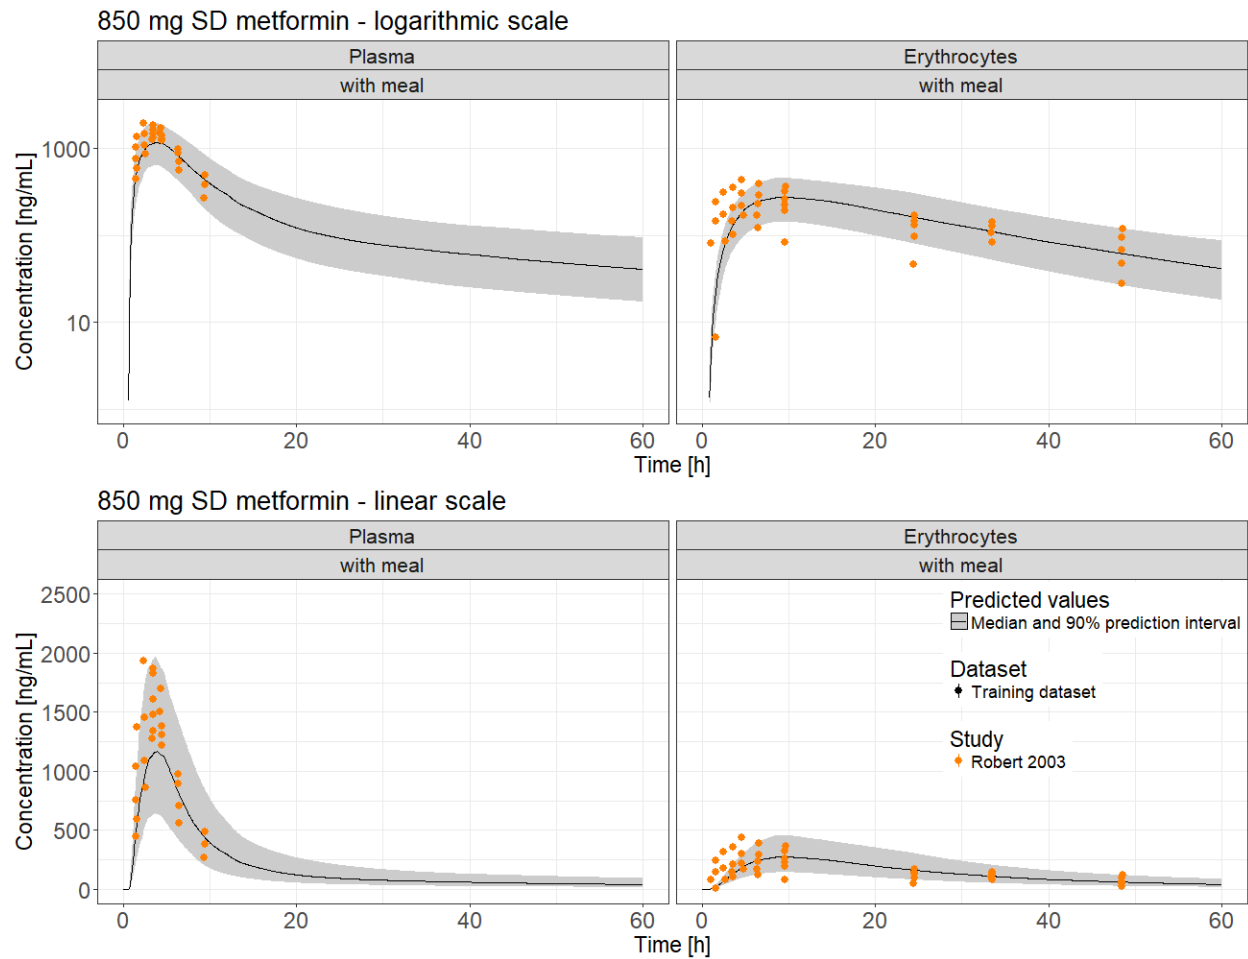 850 mg SD metformin - logarithmic scale
Plasma
Erythrocytes
with meal
with meal
Concentration [ng/mL]
1000
10
0
20
40
60
0
20
40
60
Time [h]
850 mg SD metformin - linear scale
Plasma
Erythrocytes
with meal
with meal
Concentration [ng/mL]
2500
2000
1500
1000
500
0
Predicted values
Median and 90% prediction interval
Dataset
Training dataset
Study
Robert 2003
0
20
40
60
0
20
40
60
Time [h]